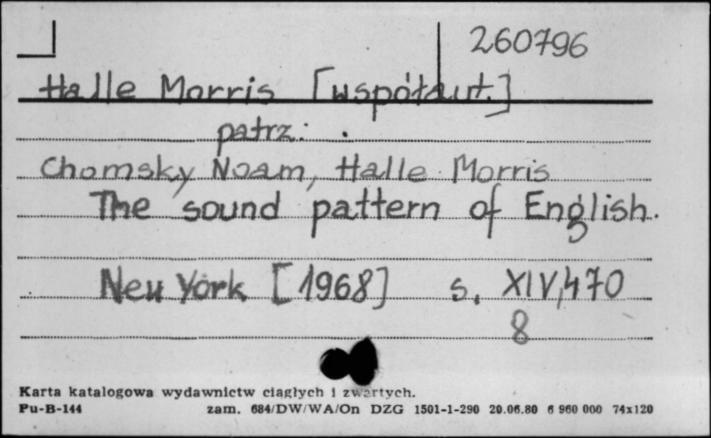 260796
Halle Morris [współaut.]
patrz:
Chomsky Noam, Halle Morris
The sound pattern of English.
New York [1968] s. XIV, 470
8
Karta katalogowa wydawnictw ciągłych i zwartych.
Pu-B-144 zam. 684/DW/WA/On DZG 1501-1-290 20.06.80 6 960 000 74x120